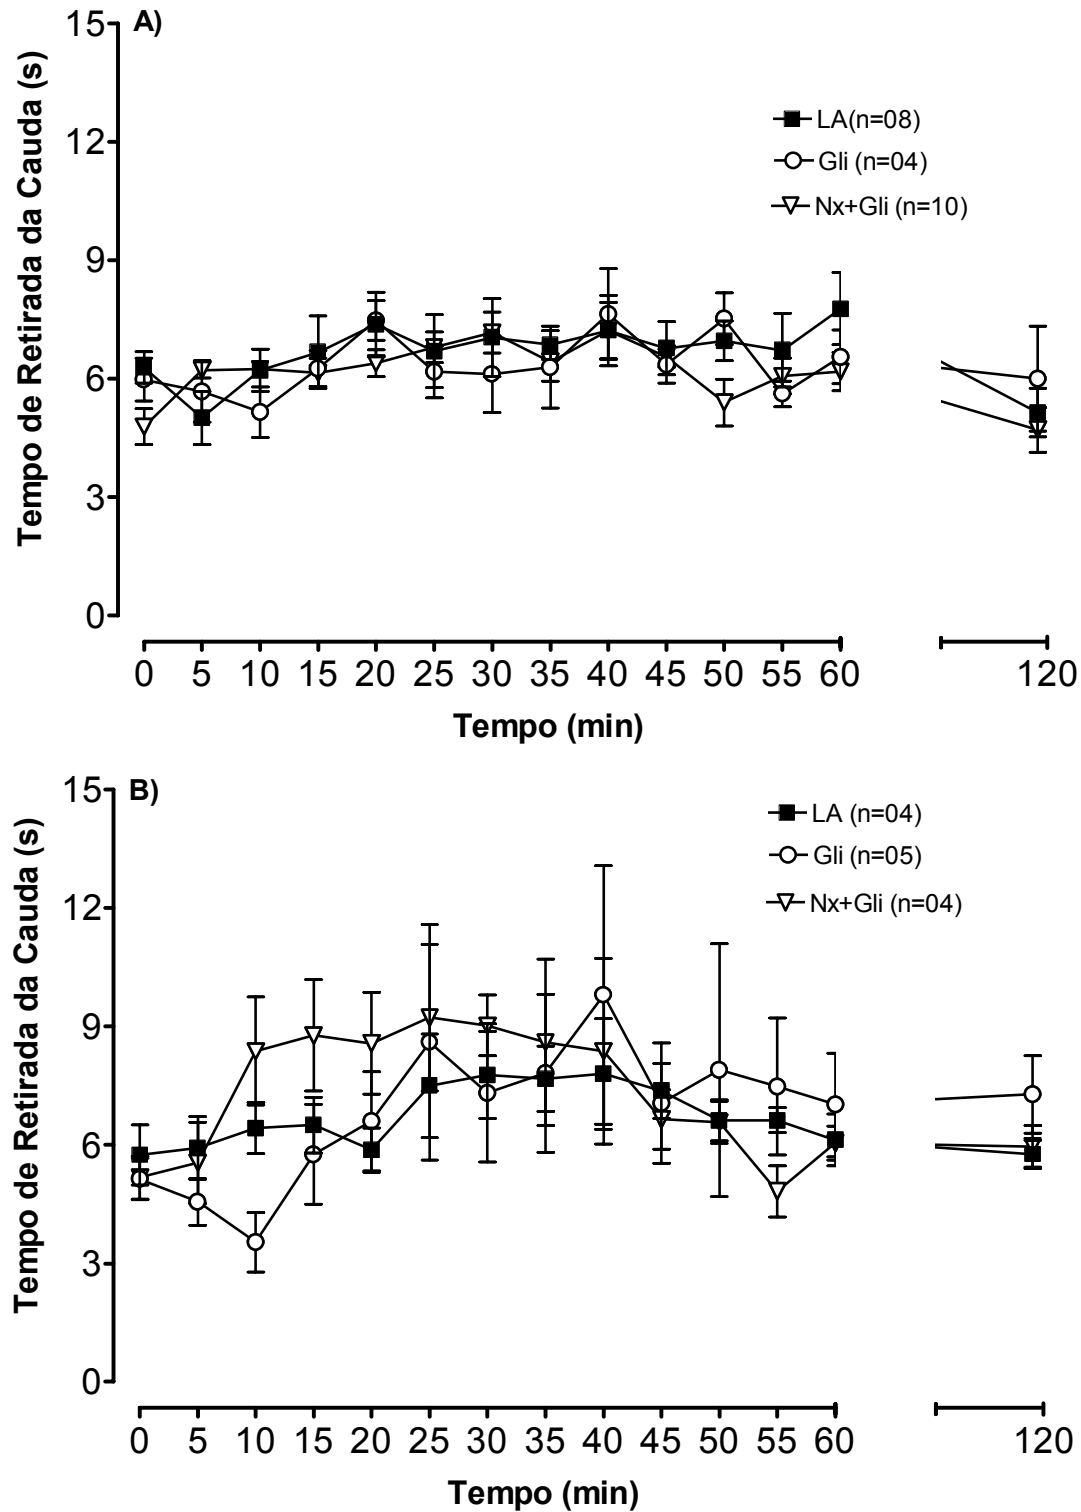 A)
Tempo de Retirada da Cauda (s)
15
12
9
6
3
0
LA(n=08)
Gli (n=04)
Nx+Gli (n=10)
0 5 10 15 20 25 30 35 40 45 50 55 60 120
Tempo (min)
B)
Tempo de Retirada da Cauda (s)
15
12
9
6
3
0
LA (n=04)
Gli (n=05)
Nx+Gli (n=04)
0 5 10 15 20 25 30 35 40 45 50 55 60 120
Tempo (min)